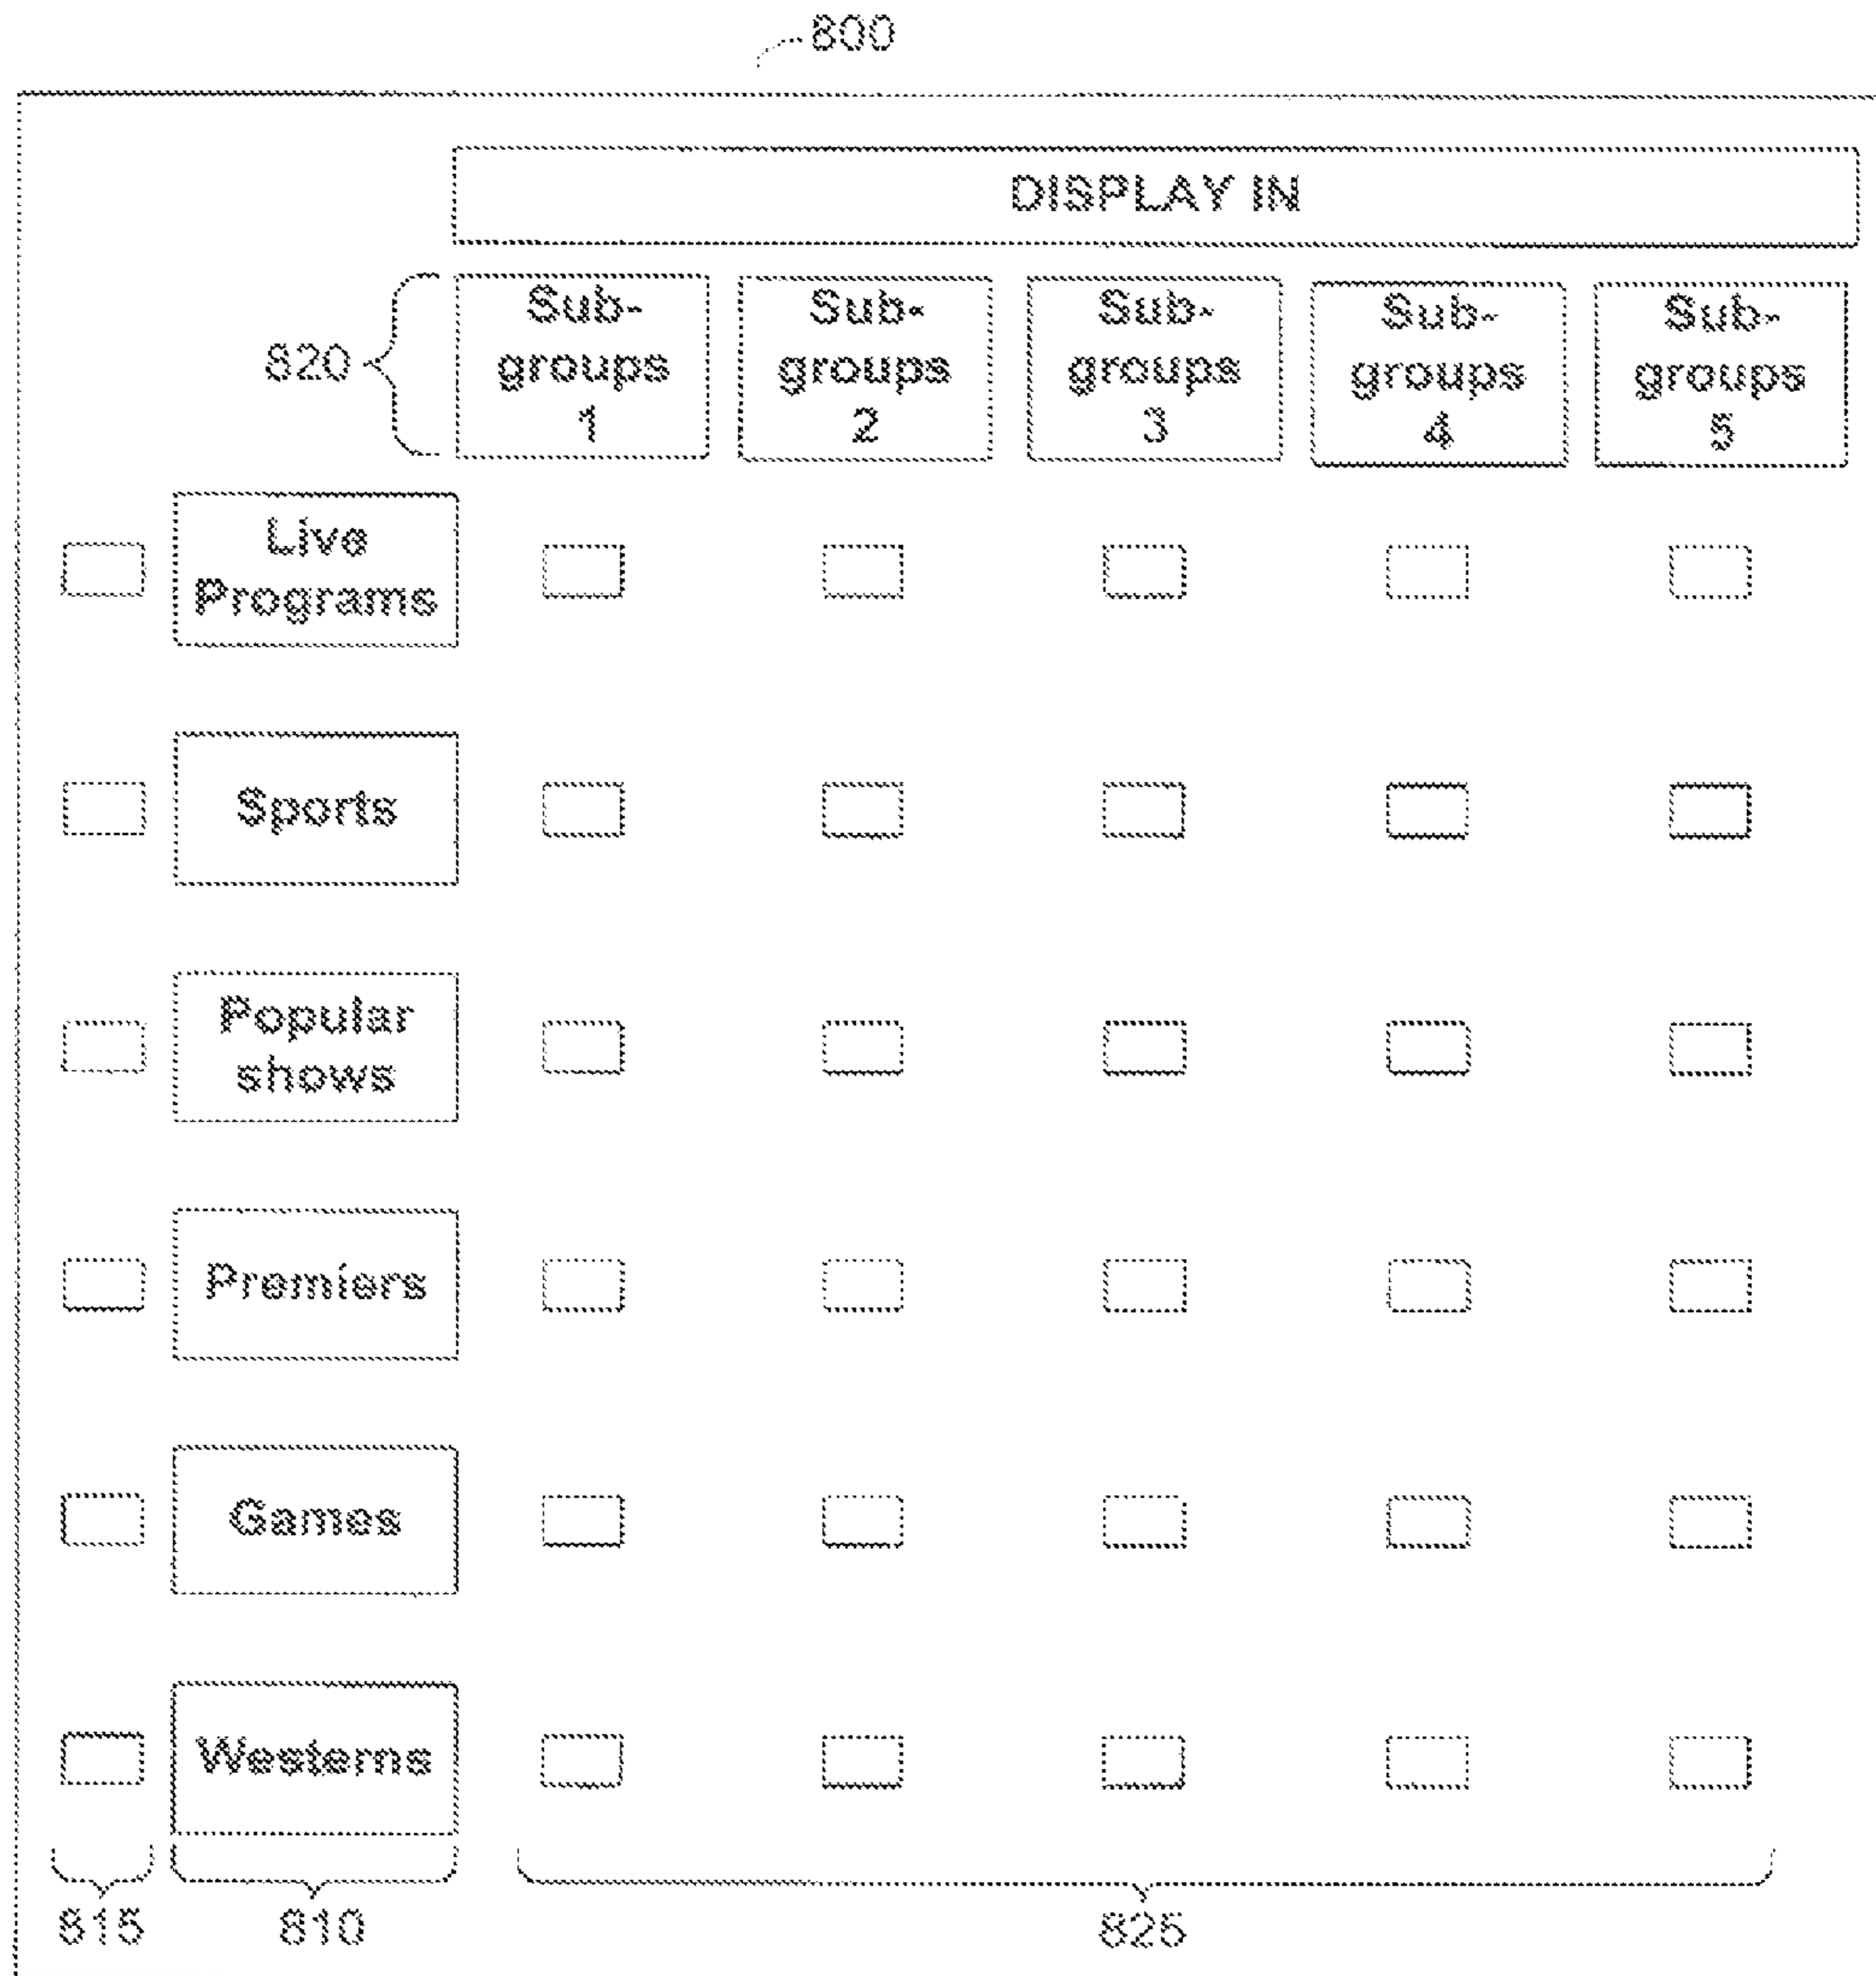 800
DISPLAY IN
820
Sub-
groups
1
Sub-
groups
2
Sub-
groups
3
Sub-
groups
4
Sub-
groups
5
Live
Programs
Sports
Popular
shows
Premiers
Games
Westerns
815
810
825